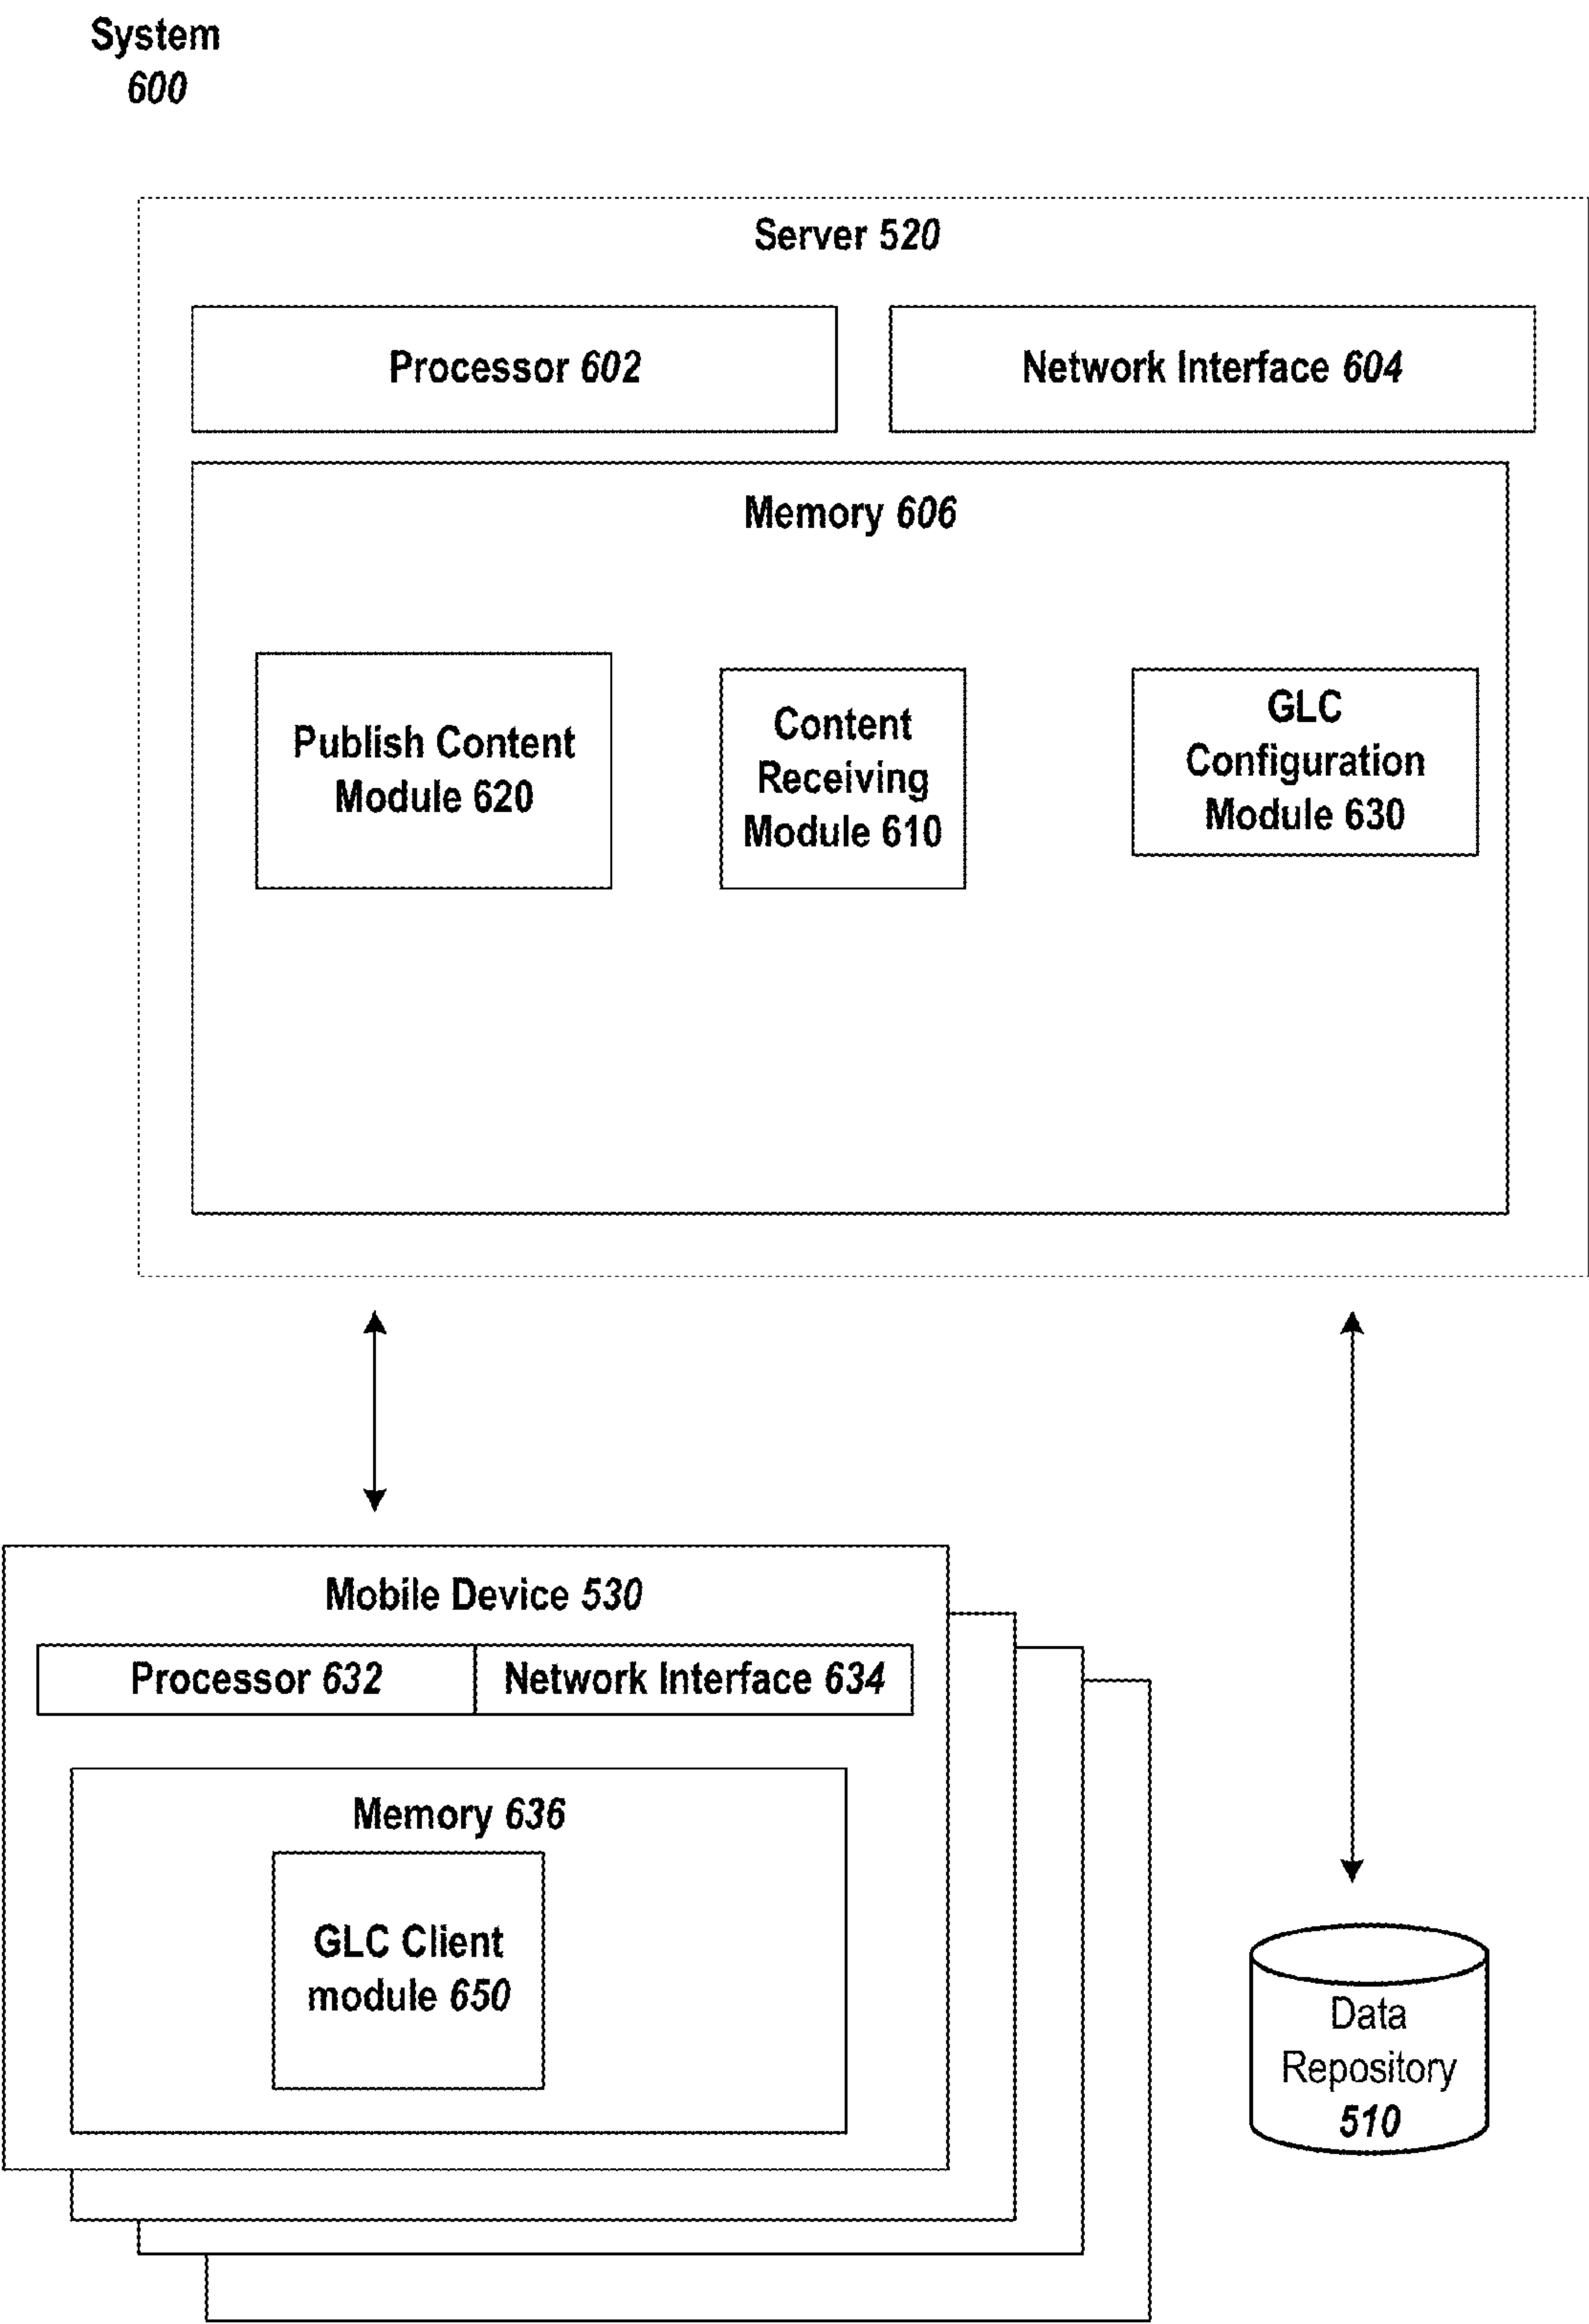 System
600
Server 520
Processor 602
Network Interface 604
Memory 606
Publish Content
Module 620
Content
Receiving
Module 610
GLC
Configuration
Module 630
Mobile Device 530
Processor 632
Network Interface 634
Memory 636
GLC Client
module 650
Data
Repository
510